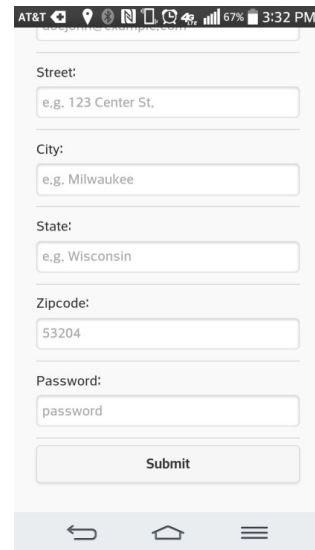 AT&T 67% 3:32 PM
Street:
e.g. 123 Center St,
City:
e.g. Milwaukee
State:
e.g. Wisconsin
Zipcode:
53204
Password:
password
Submit